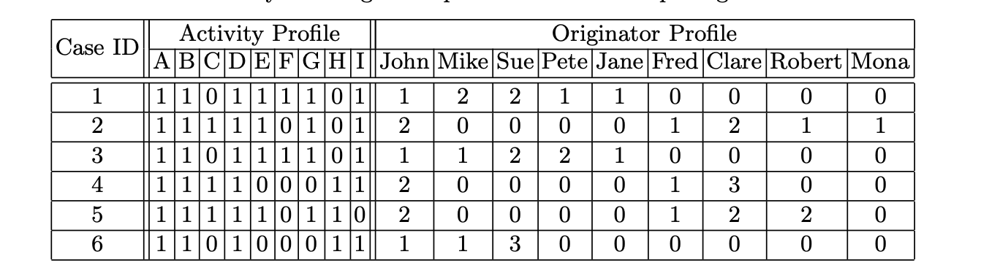 Case ID Activity Profile Originator Profile
A B C D E F G H I John Mike Sue Pete Jane Fred Clare Robert Mona
1 1 1 0 1 1 1 1 0 1 1 2 2 1 1 0 0 0 0
2 1 1 1 1 1 0 1 0 1 2 0 0 0 0 1 2 1 1
3 1 1 0 1 1 1 1 0 1 1 1 2 2 1 0 0 0 0
4 1 1 1 1 0 0 0 1 1 2 0 0 0 0 1 3 0 0
5 1 1 1 1 1 0 1 1 0 2 0 0 0 0 1 2 2 0
6 1 1 0 1 0 0 0 1 1 1 1 3 0 0 0 0 0 0